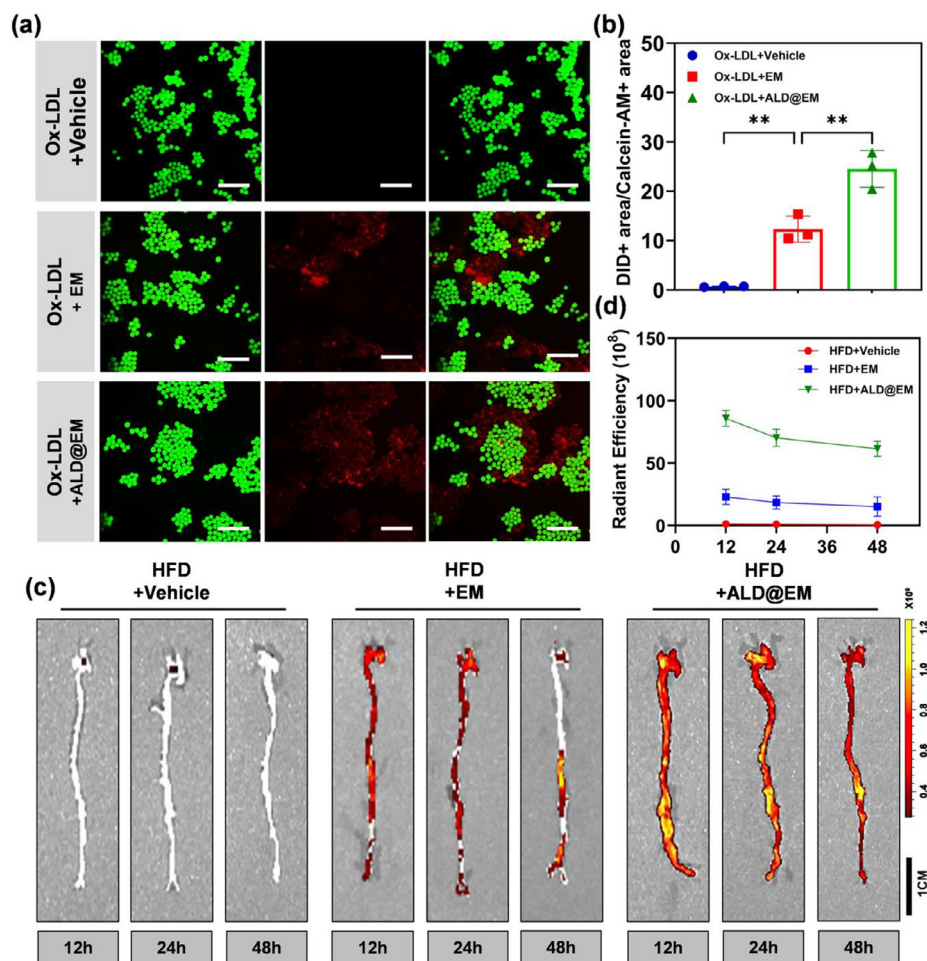 (a)
Ox-LDL
+Vehicle
Ox-LDL
+ EM
Ox-LDL
+ALD@EM
(b)
DID+ area/Calcein-AM+ area
50
40
30
20
10
0
Ox-LDL+Vehicle
Ox-LDL+EM
Ox-LDL+ALD@EM
**
**
(d)
Radiant Efficiency (10⁸)
150
100
50
0
0
12
24
36
48
HFD+Vehicle
HFD+EM
HFD+ALD@EM
(c)
HFD
+Vehicle
HFD
+EM
HFD
+ALD@EM
12h
24h
48h
12h
24h
48h
12h
24h
48h
1.2
1.0
0.8
0.6
0.4
1CM